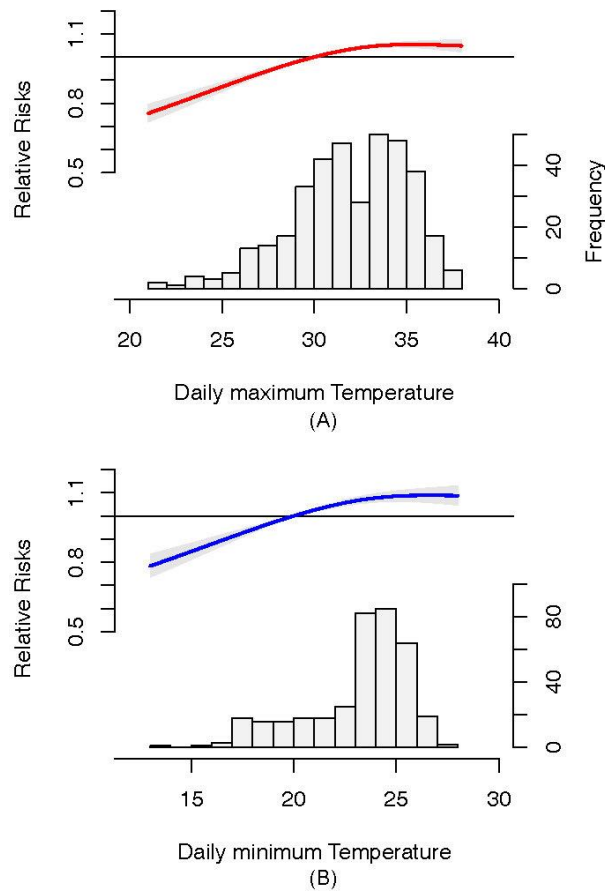 Relative Risks
0.5 0.8 1.1
0 20 40
Frequency
20 25 30 35 40
Daily maximum Temperature
(A)
Relative Risks
0.5 0.8 1.1
0 40 80
15 20 25 30
Daily minimum Temperature
(B)